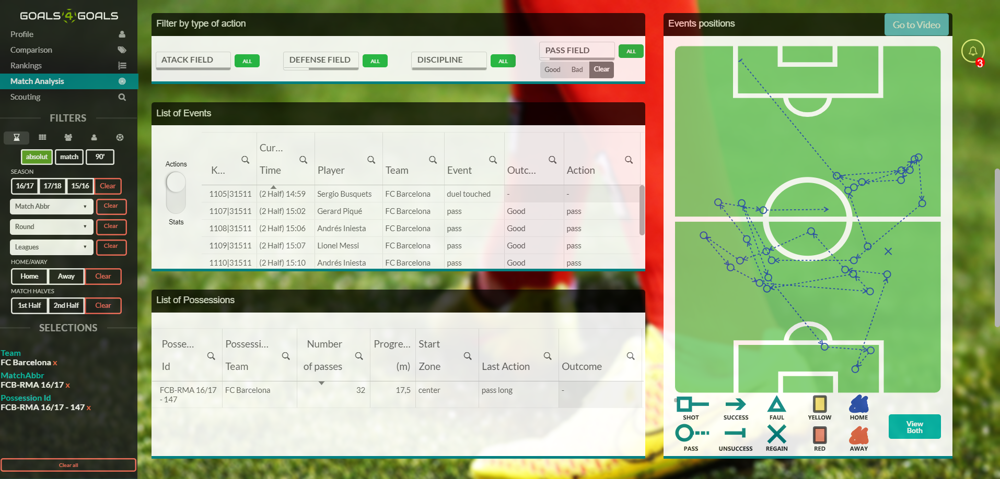 GOALS 4 GOALS
Profile
Comparison
Rankings
Match Analysis
Scouting
FILTERS
absolut match 90'
SEASON
16/17 17/18 15/16 Clear
Match Abbr Clear
Round Clear
Leagues Clear
HOME/AWAY
Home Away Clear
MATCH HALVES
1st Half 2nd Half Clear
SELECTIONS
Team
FC Barcelona x
MatchAbbr
FCB-RMA 16/17 x
Possession Id
FCB-RMA 16/17 - 147 x
Clear all
Filter by type of action
ATACK FIELD ALL
DEFENSE FIELD ALL
DISCIPLINE ALL
PASS FIELD ALL
Good Bad Clear
List of Events
Actions
Stats
K... Cur... Time Player Team Event Outc... Action
1105|31511 (2 Half) 14:59 Sergio Busquets FC Barcelona duel touched - -
1107|31511 (2 Half) 15:02 Gerard Piqué FC Barcelona pass Good pass
1108|31511 (2 Half) 15:06 Andrés Iniesta FC Barcelona pass Good pass
1109|31511 (2 Half) 15:07 Lionel Messi FC Barcelona pass Good pass
1110|31511 (2 Half) 15:10 Andrés Iniesta FC Barcelona pass Good pass
List of Possessions
Posse... Possessi... Number Progre... Start
Id Team of passes (m) Zone Last Action Outcome
FCB-RMA 16/17 FC Barcelona 32 17,5 center pass long -
- 147
Events positions
Go to Video
3
SHOT SUCCESS FAUL YELLOW HOME
PASS UNSUCCESS REGAIN RED AWAY
View
Both